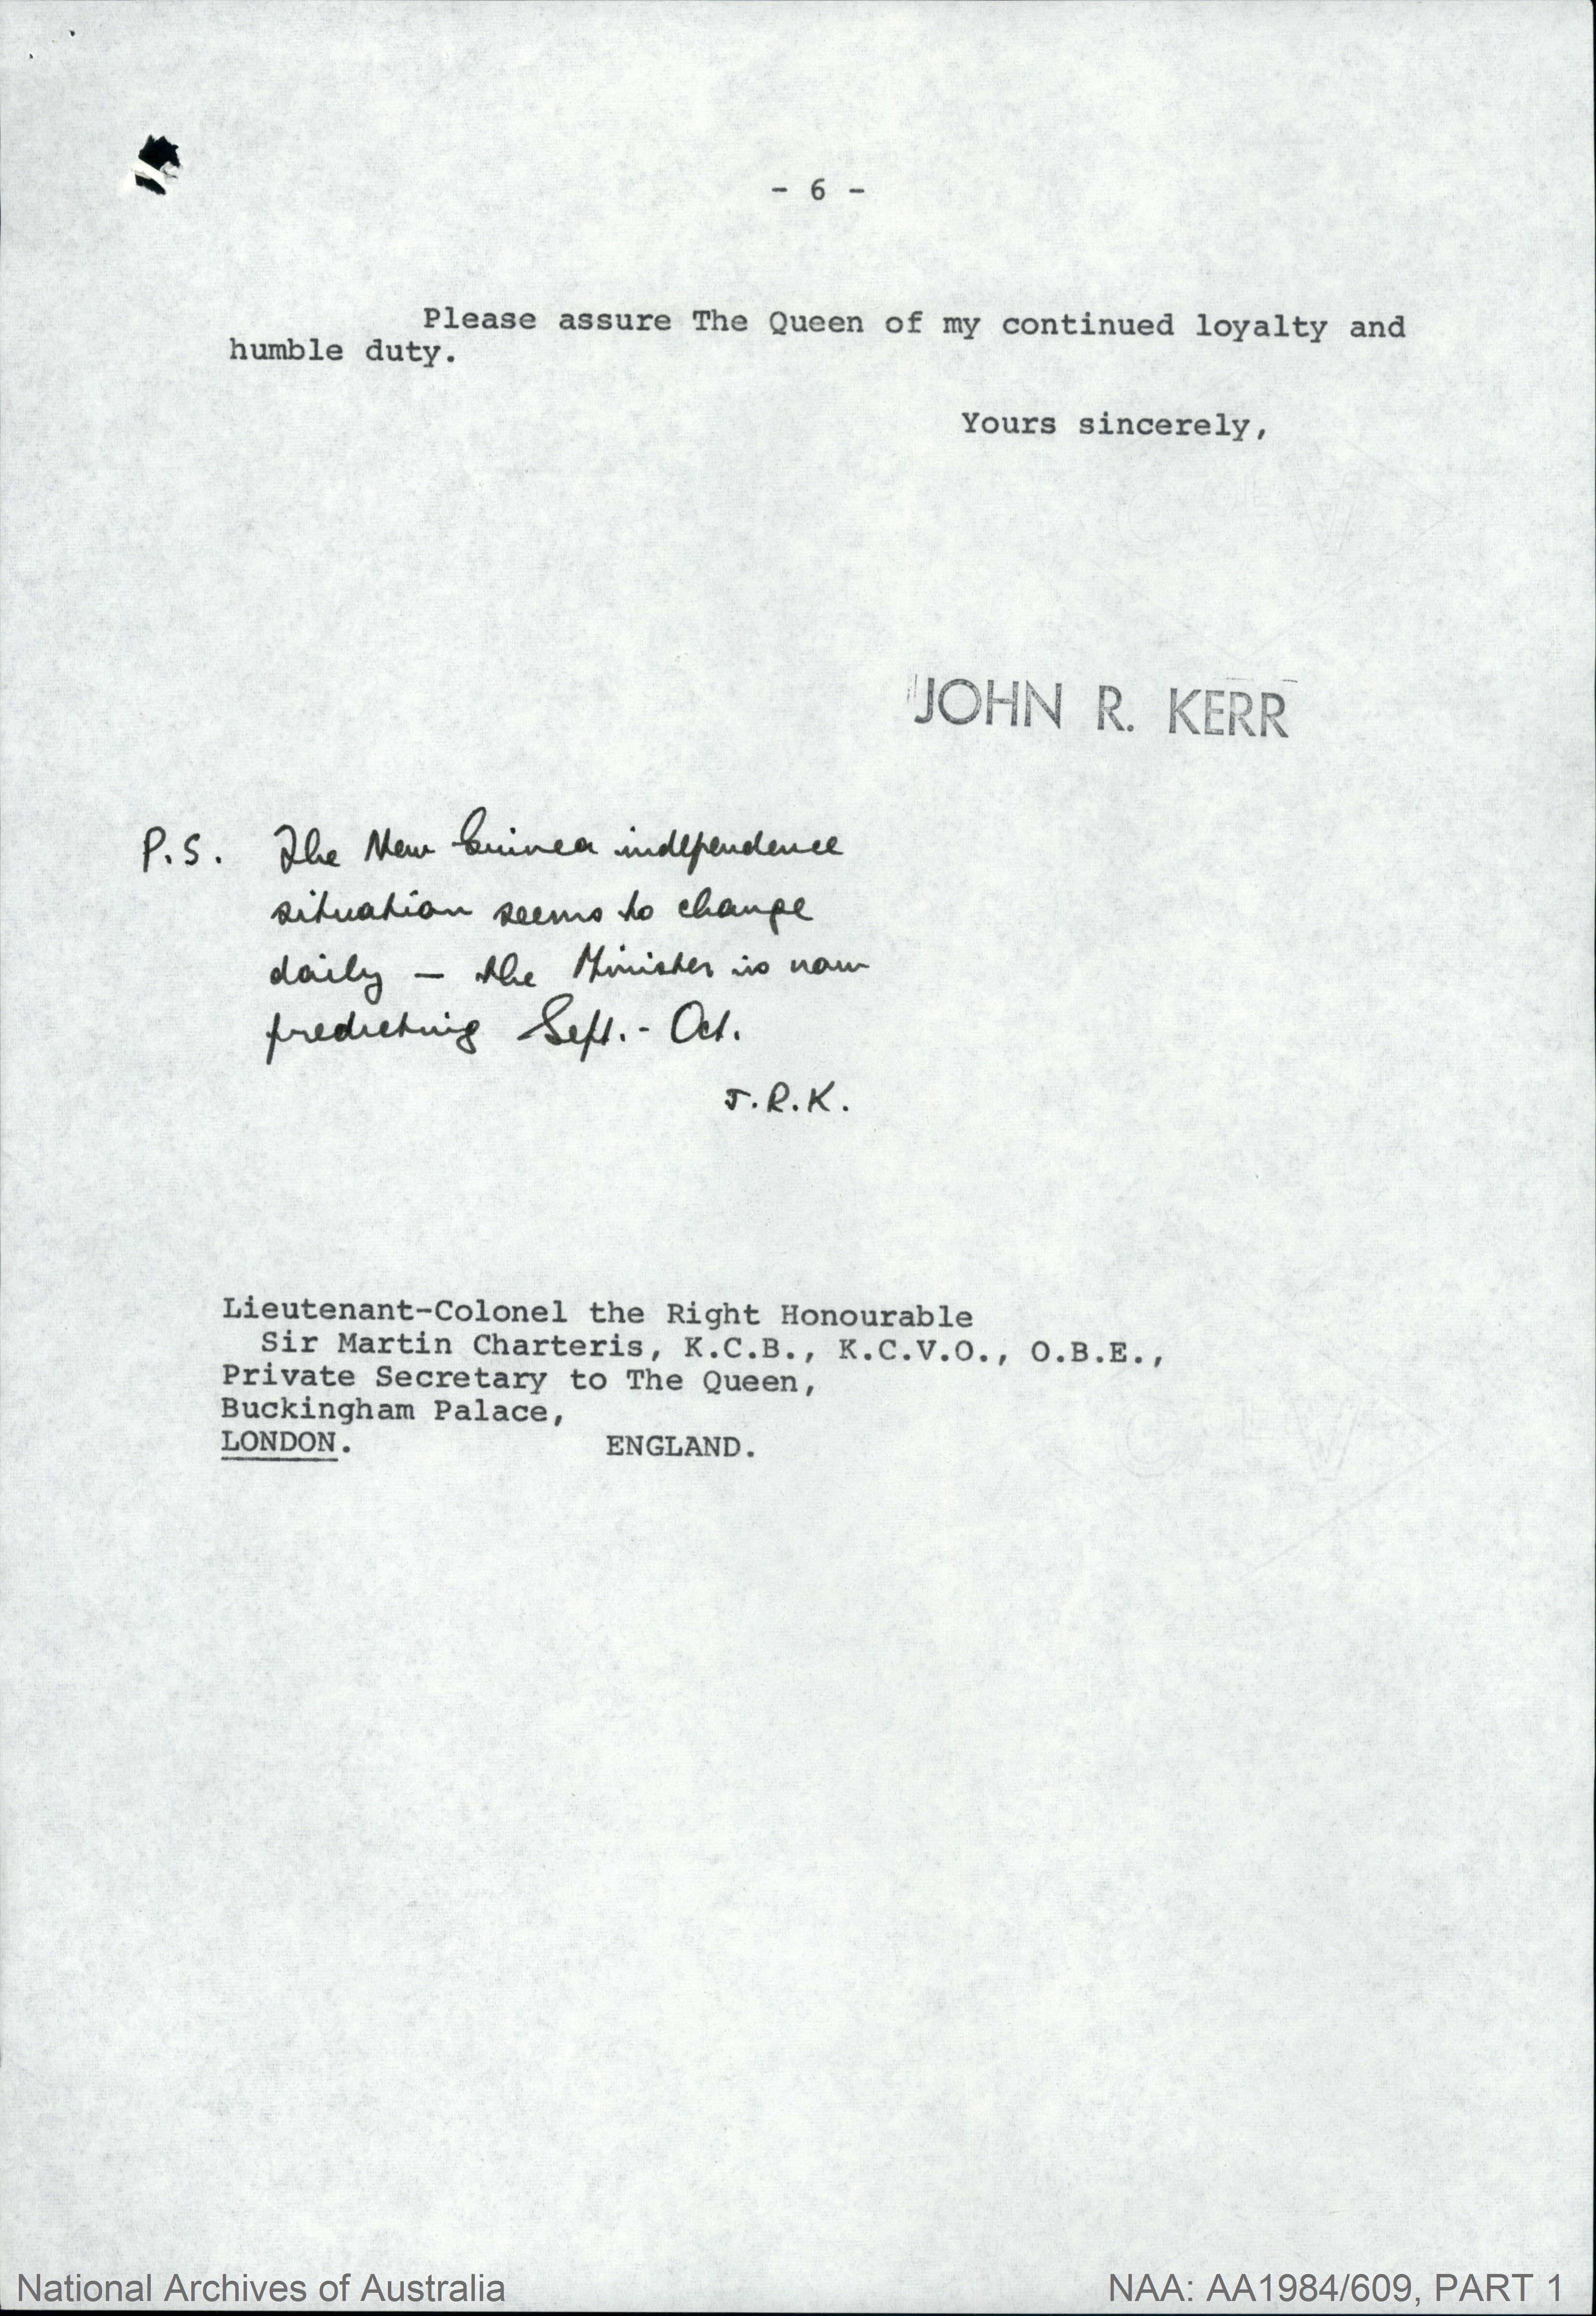 - 6 -
Please assure The Queen of my continued loyalty and
humble duty.
Yours sincerely,
JOHN R. KERR
P.S. The New Guinea independence
situation seems to change
daily — the Minister is now
predicting Sept. - Oct.
J.R.K.
Lieutenant-Colonel the Right Honourable
Sir Martin Charteris, K.C.B., K.C.V.O., O.B.E.,
Private Secretary to The Queen,
Buckingham Palace,
LONDON. ENGLAND.
National Archives of Australia NAA: AA1984/609, PART 1